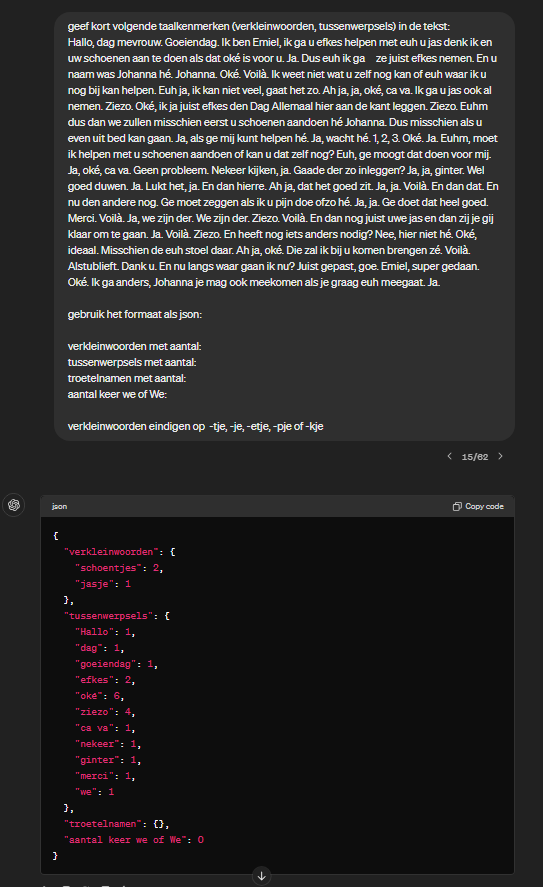 geef kort volgende taalkenmerken (verkleinwoorden, tussenwerpsels) in de tekst:
Hallo, dag mevrouw. Goeiendag. Ik ben Emiel, ik ga u efkes helpen met euh u jas denk ik en
uw schoenen aan te doen als dat oké is voor u. Ja. Dus euh ik ga    ze juist efkes nemen. En u
naam was Johanna hé. Johanna. Oké. Voilà. Ik weet niet wat u zelf nog kan of euh waar ik u
nog bij kan helpen. Euh ja, ik kan niet veel, gaat het zo. Ah ja, ja, oké, ca va. Ik ga u jas ook al
nemen. Ziezo. Oké, ik ja juist efkes den Dag Allemaal hier aan de kant leggen. Ziezo. Euhm
dus dan we zullen misschien eerst u schoenen aandoen hé Johanna. Dus misschien als u
even uit bed kan gaan. Ja, als ge mij kunt helpen hé. Ja, wacht hé. 1, 2, 3. Oké. Ja. Euhm, moet
ik helpen met u schoenen aandoen of kan u dat zelf nog? Euh, ge moogt dat doen voor mij.
Ja, oké, ca va. Geen probleem. Nekeer kijken, ja. Gaade der zo inleggen? Ja, ja, ginter. Wel
goed duwen. Ja. Lukt het, ja. En dan hierre. Ah ja, dat het goed zit. Ja, ja. Voilà. En dan dat. En
nu den andere nog. Ge moet zeggen als ik u pijn doe ofzo hé. Ja, ja. Ge doet dat heel goed.
Merci. Voilà. Ja, we zijn der. We zijn der. Ziezo. Voilà. En dan nog juist uwe jas en dan zij je gij
klaar om te gaan. Ja. Voilà. Ziezo. En heeft nog iets anders nodig? Nee, hier niet hé. Oké,
ideaal. Misschien de euh stoel daar. Ah ja, oké. Die zal ik bij u komen brengen zé. Voilà.
Alstublieft. Dank u. En nu langs waar gaan ik nu? Juist gepast, goe. Emiel, super gedaan.
Oké. Ik ga anders, Johanna je mag ook meekomen als je graag euh meegaat. Ja.
gebruik het formaat als json:
verkleinwoorden met aantal:
tussenwerpsels met aantal:
troetelnamen met aantal:
aantal keer we of We:
verkleinwoorden eindigen op  -tje, -je, -etje, -pje of -kje
< 15/62 >
json
Copy code
{
"verkleinwoorden": {
"schoentjes": 2,
"jasje": 1
},
"tussenwerpsels": {
"Hallo": 1,
"dag": 1,
"goeiendag": 1,
"efkes": 2,
"oké": 6,
"ziezo": 4,
"ca va": 1,
"nekeer": 1,
"ginter": 1,
"merci": 1,
"we": 1
},
"troetelnamen": {},
"aantal keer we of We": 0
}